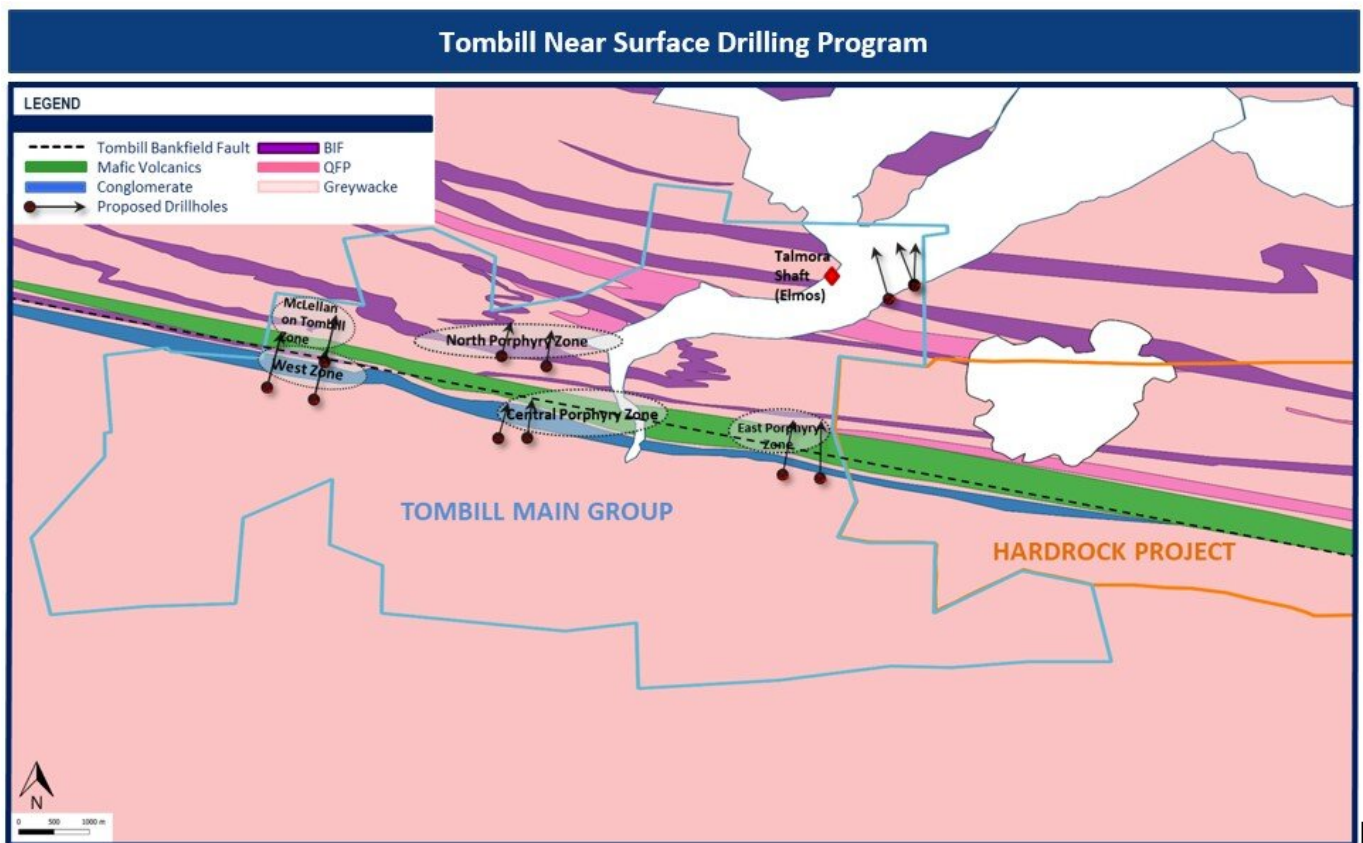 Tombill Near Surface Drilling Program
LEGEND
Tombill Bankfield Fault
BIF
Mafic Volcanics
QFP
Conglomerate
Greywacke
Proposed Drillholes
Talmora
Shaft
(Elmos)
McLellan
on Tombill
Zone
North Porphyry Zone
West Zone
Central Porphyry Zone
East Porphyry
Zone
TOMBILL MAIN GROUP
HARDROCK PROJECT
N
0 500 1000 m